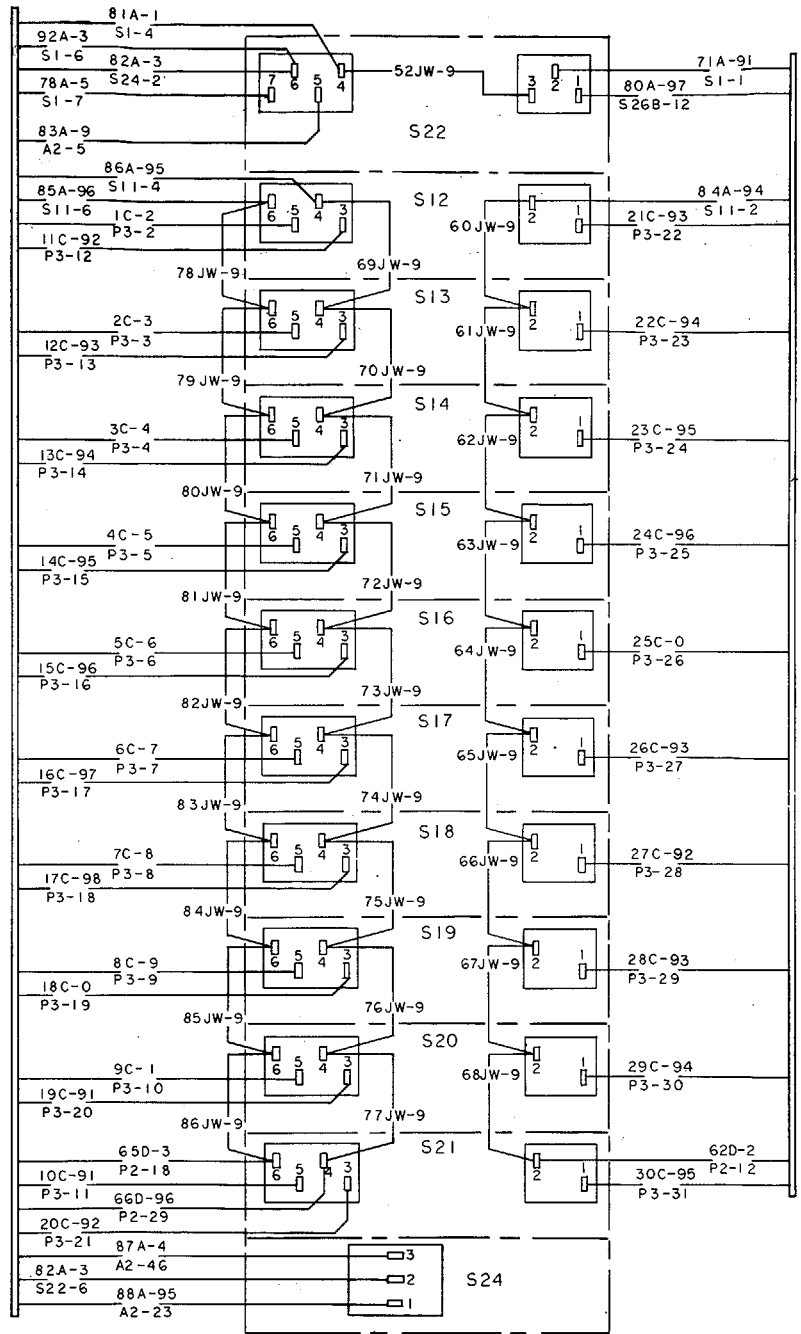 81A-1
S1-4
92A-3
S1-6
82A-3
S24-2
78A-5
S1-7
83A-9
A2-5
7 6 5 4
52JW-9
3 2 1
71A-91
S1-1
80A-97
S26B-12
S22
86A-95
S11-4
85A-96
S11-6
1C-2
P3-2
11C-92
P3-12
6 5 4 3
S12
2 1
84A-94
S11-2
21C-93
P3-22
60JW-9
78JW-9
69JW-9
S13
2C-3
P3-3
12C-93
P3-13
6 5 4 3
61JW-9
2 1
22C-94
P3-23
79JW-9
70JW-9
S14
3C-4
P3-4
13C-94
P3-14
6 5 4 3
62JW-9
2 1
23C-95
P3-24
80JW-9
71JW-9
S15
4C-5
P3-5
14C-95
P3-15
6 5 4 3
63JW-9
2 1
24C-96
P3-25
81JW-9
72JW-9
S16
5C-6
P3-6
15C-96
P3-16
6 5 4 3
64JW-9
2 1
25C-0
P3-26
82JW-9
73JW-9
S17
6C-7
P3-7
16C-97
P3-17
6 5 4 3
65JW-9
2 1
26C-93
P3-27
83JW-9
74JW-9
S18
7C-8
P3-8
17C-98
P3-18
6 5 4 3
66JW-9
2 1
27C-92
P3-28
84JW-9
75JW-9
S19
8C-9
P3-9
18C-0
P3-19
6 5 4 3
67JW-9
2 1
28C-93
P3-29
85JW-9
76JW-9
S20
9C-1
P3-10
19C-91
P3-20
6 5 4 3
68JW-9
2 1
29C-94
P3-30
86JW-9
77JW-9
S21
65D-3
P2-18
10C-91
P3-11
66D-96
P2-29
20C-92
P3-21
6 5 4 3
2 1
62D-2
P2-12
30C-95
P3-31
87A-4
A2-46
82A-3
S22-6
88A-95
A2-23
3
2
1
S24